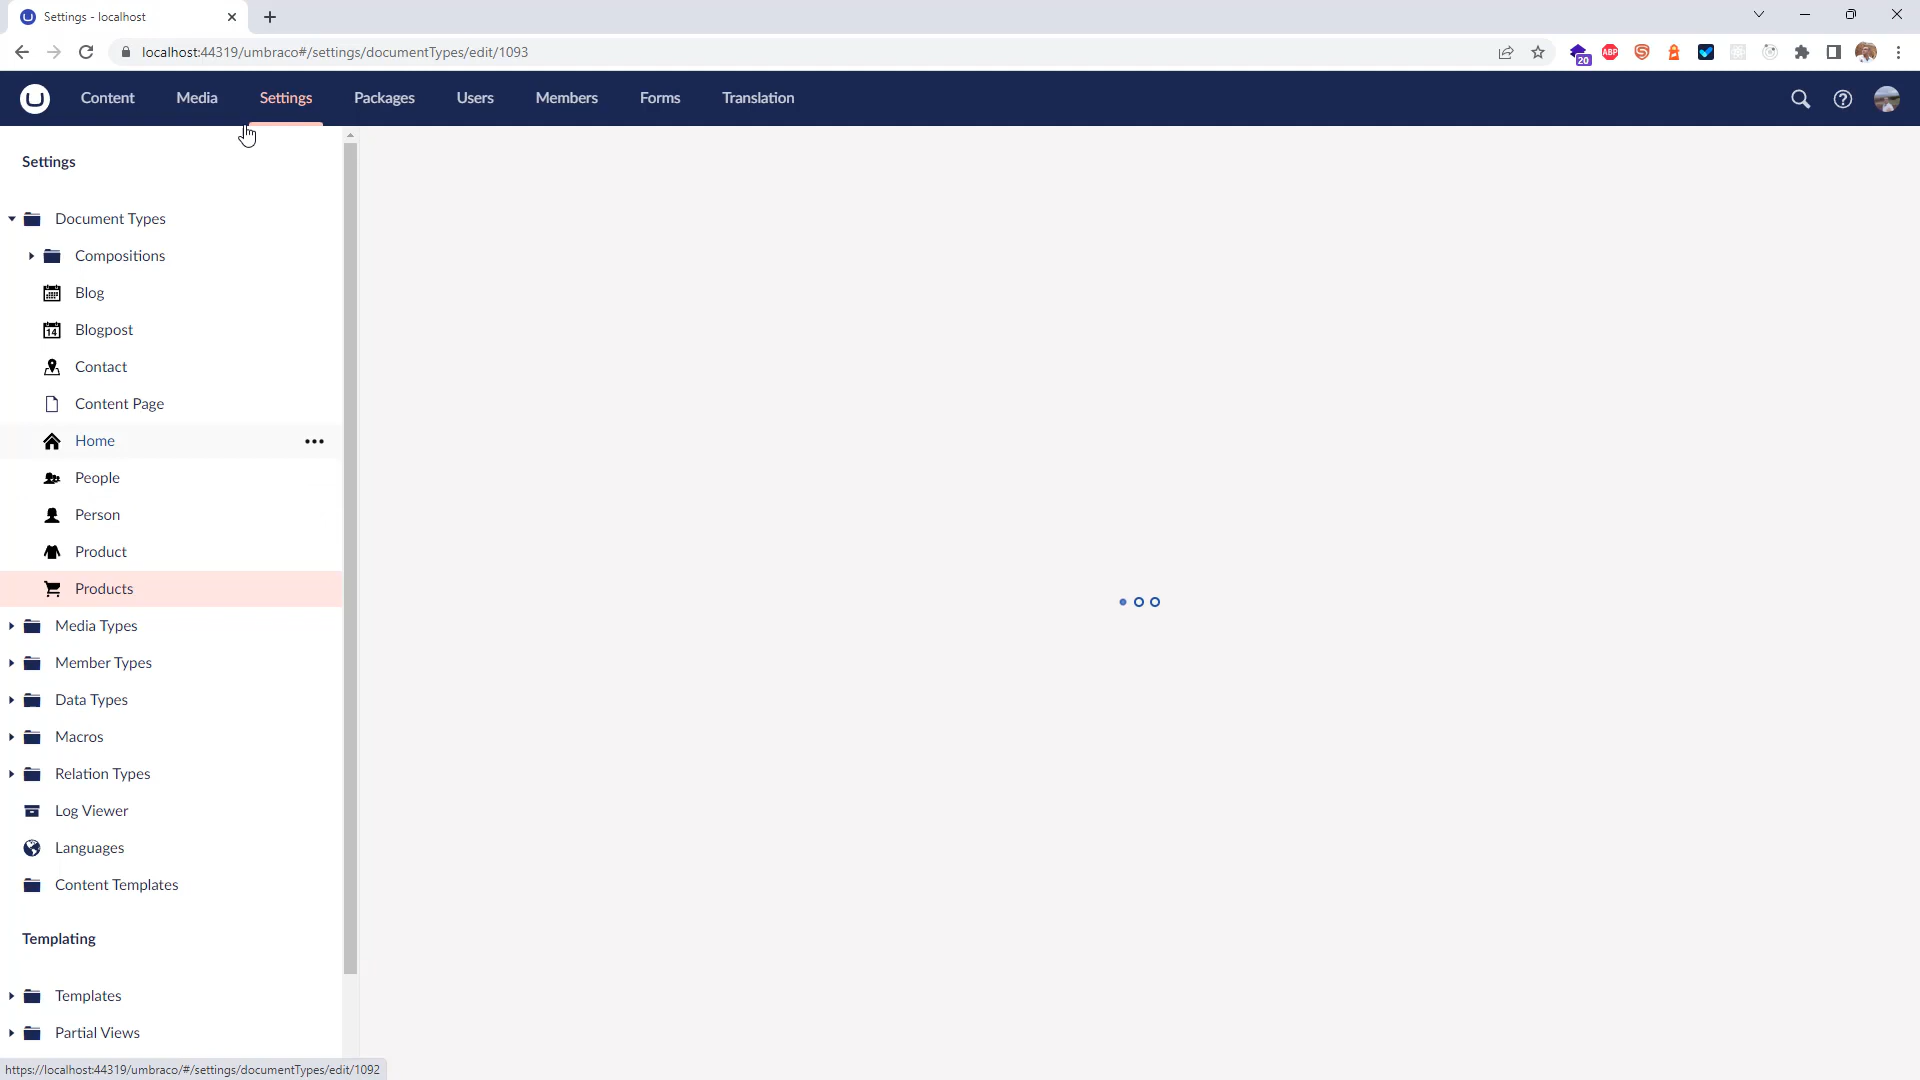 Settings - localhost
localhost:44319/umbraco#/settings/documentTypes/edit/1093
ABP
20
Content Media Settings Packages Users Members Forms Translation
Settings
Document Types
Compositions
Blog
14 Blogpost
Contact
Content Page
Home
People
Person
Product
Products
Media Types
Member Types
Data Types
Macros
Relation Types
Log Viewer
Languages
Content Templates
Templating
Templates
Partial Views
https://localhost:44319/umbraco/#/settings/documentTypes/edit/1092